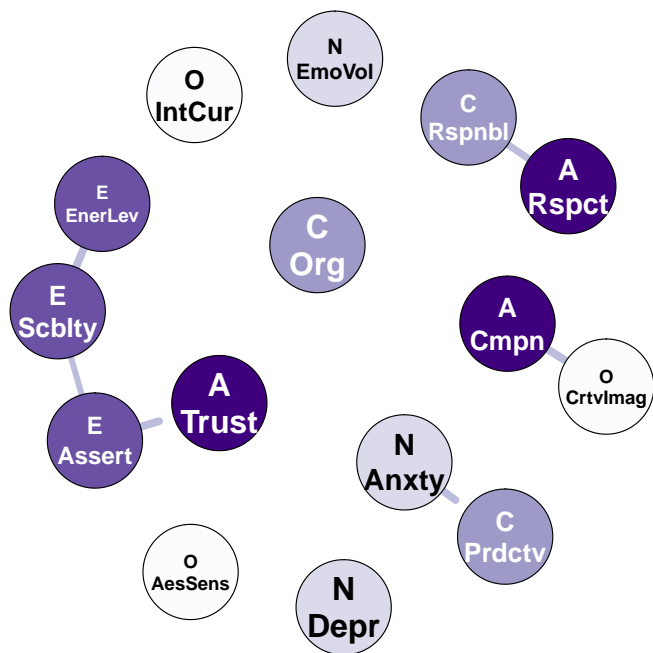 N
EmoVol
O
IntCur
C
Rspnbl
A
Rspct
E
EnerLev
C
Org
E
Scblty
A
Cmpn
O
CrtvImag
A
Trust
E
Assert
N
Anxty
C
Prdctv
O
AesSens
N
Depr